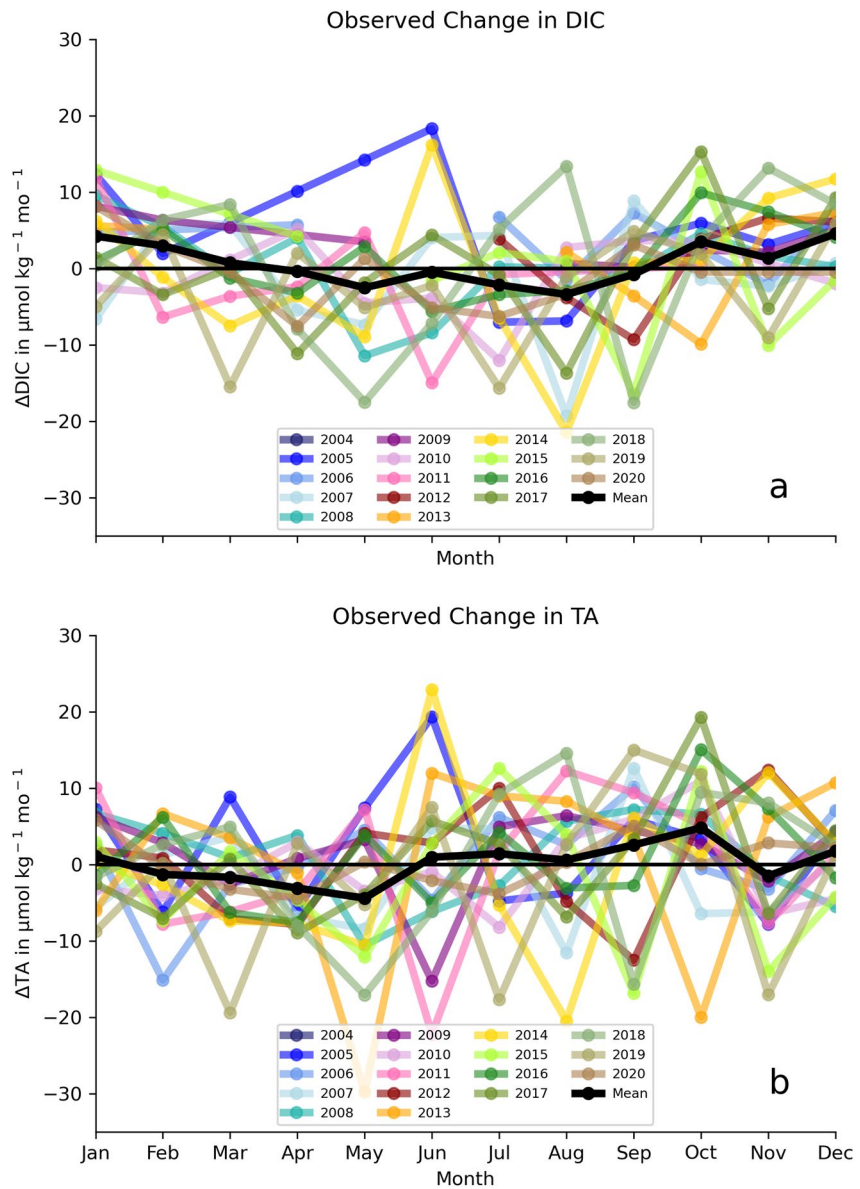 Observed Change in DIC
30
20
10
0
−10
−20
−30
ΔDIC in μmol kg⁻¹ mo⁻¹
2004 2009 2014 2018
2005 2010 2015 2019
2006 2011 2016 2020
2007 2012 2017 Mean
2008 2013
a
Month
Observed Change in TA
30
20
10
0
−10
−20
−30
ΔTA in μmol kg⁻¹ mo⁻¹
2004 2009 2014 2018
2005 2010 2015 2019
2006 2011 2016 2020
2007 2012 2017 Mean
2008 2013
b
Jan Feb Mar Apr May Jun Jul Aug Sep Oct Nov Dec
Month